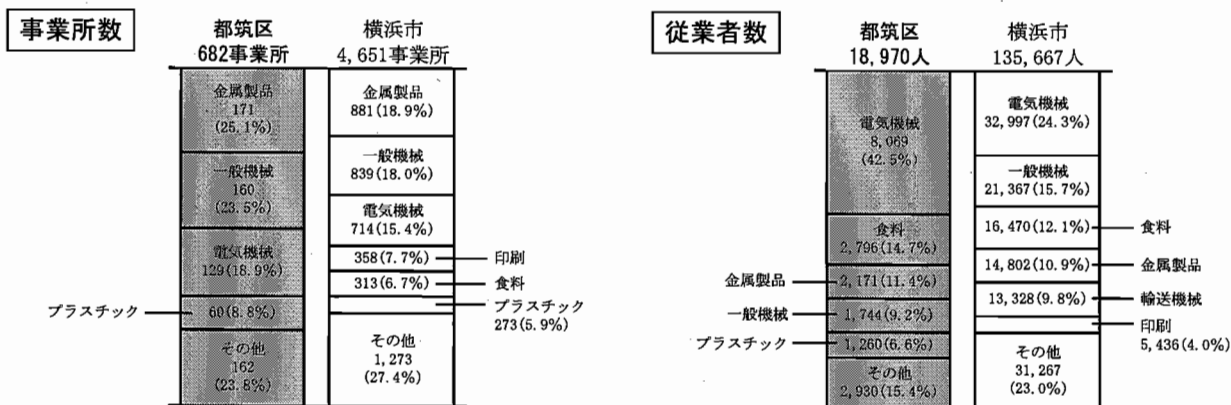 事業所数
都筑区
682事業所
横浜市
4,651事業所
金属製品
171
(25.1%)
一般機械
160
(23.5%)
電気機械
129(18.9%)
プラスチック
60(8.8%)
その他
162
(23.8%)
金属製品
881(18.9%)
一般機械
839(18.0%)
電気機械
714(15.4%)
358(7.7%)
印刷
313(6.7%)
食料
プラスチック
273(5.9%)
その他
1,273
(27.4%)
従業者数
都筑区
18,970人
横浜市
135,667人
電気機械
8,069
(42.5%)
食料
2,796(14.7%)
金属製品
2,171(11.4%)
一般機械
1,744(9.2%)
プラスチック
1,260(6.6%)
その他
2,930(15.4%)
電気機械
32,997(24.3%)
一般機械
21,367(15.7%)
16,470(12.1%)
食料
14,802(10.9%)
金属製品
13,328(9.8%)
輸送機械
印刷
5,436(4.0%)
その他
31,267
(23.0%)